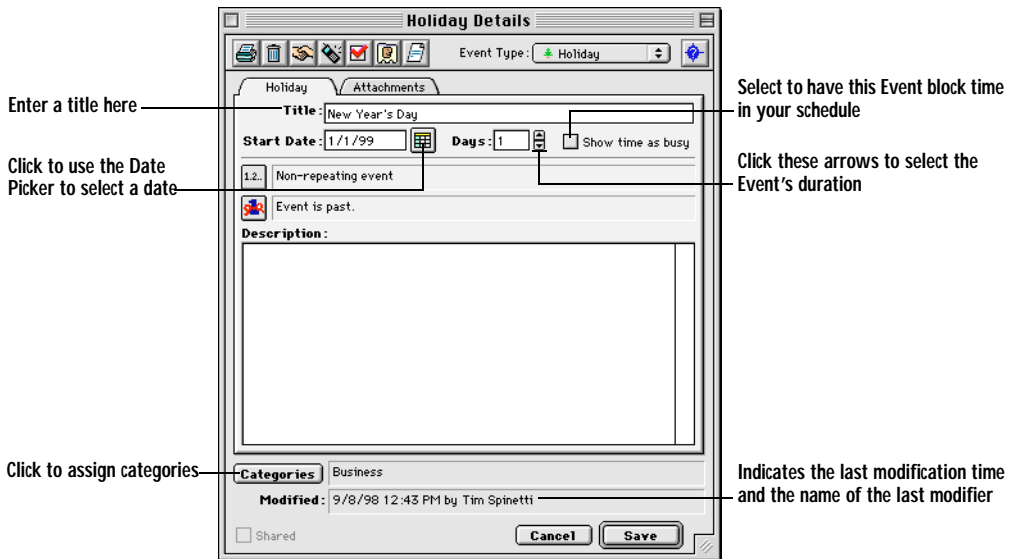 Holiday Details
Event Type: Holiday
Holiday
Attachments
Enter a title here
Title: New Year's Day
Select to have this Event block time
in your schedule
Start Date: 1/1/99
Days: 1
Show time as busy
Click to use the Date
Picker to select a date
Click these arrows to select the
Event's duration
1.2.. Non-repeating event
Event is past.
Description:
Click to assign categories
Categories Business
Modified: 9/8/98 12:43 PM by Tim Spinetti
Indicates the last modification time
and the name of the last modifier
Shared
Cancel
Save